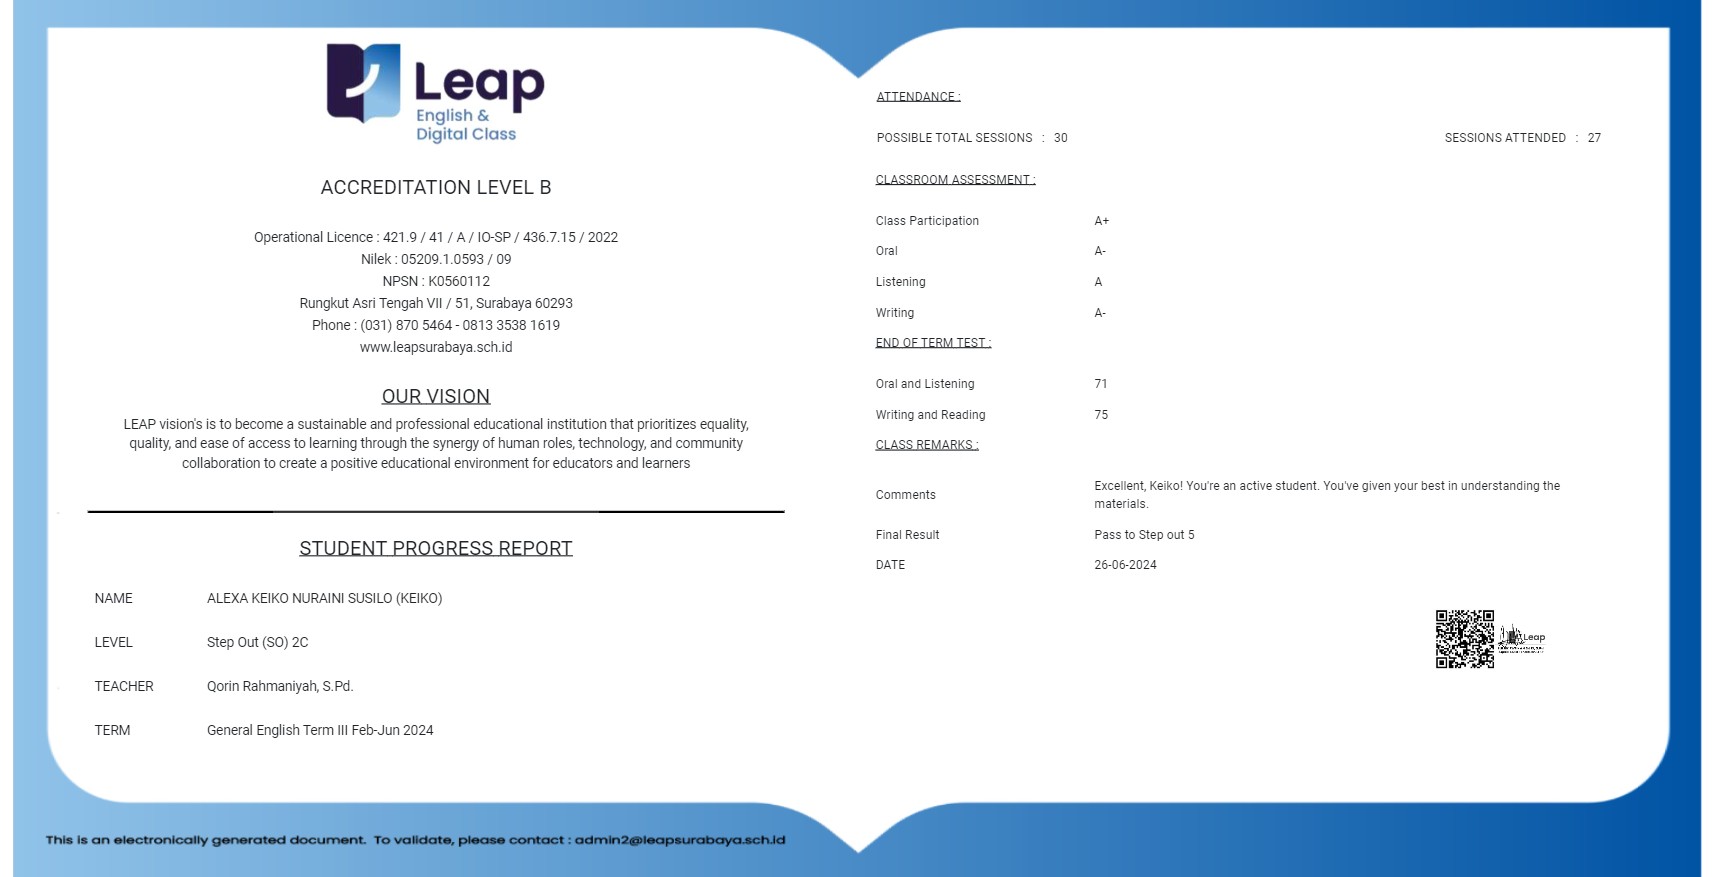 Leap
English &
Digital Class
ACCREDITATION LEVEL B
Operational Licence : 421.9 / 41 / A / IO-SP / 436.7.15 / 2022
Nilek : 05209.1.0593 / 09
NPSN : K0560112
Rungkut Asri Tengah VII / 51, Surabaya 60293
Phone : (031) 870 5464 - 0813 3538 1619
www.leapsurabaya.sch.id
OUR VISION
LEAP vision's is to become a sustainable and professional educational institution that prioritizes equality,
quality, and ease of access to learning through the synergy of human roles, technology, and community
collaboration to create a positive educational environment for educators and learners
STUDENT PROGRESS REPORT
NAME ALEXA KEIKO NURAINI SUSILO (KEIKO)
LEVEL Step Out (SO) 2C
TEACHER Qorin Rahmaniyah, S.Pd.
TERM General English Term III Feb-Jun 2024
ATTENDANCE :
POSSIBLE TOTAL SESSIONS : 30 SESSIONS ATTENDED : 27
CLASSROOM ASSESSMENT :
Class Participation A+
Oral A-
Listening A
Writing A-
END OF TERM TEST :
Oral and Listening 71
Writing and Reading 75
CLASS REMARKS :
Comments Excellent, Keiko! You're an active student. You've given your best in understanding the
materials.
Final Result Pass to Step out 5
DATE 26-06-2024
Leap
This is an electronically generated document. To validate, please contact : admin2@leapsurabaya.sch.id